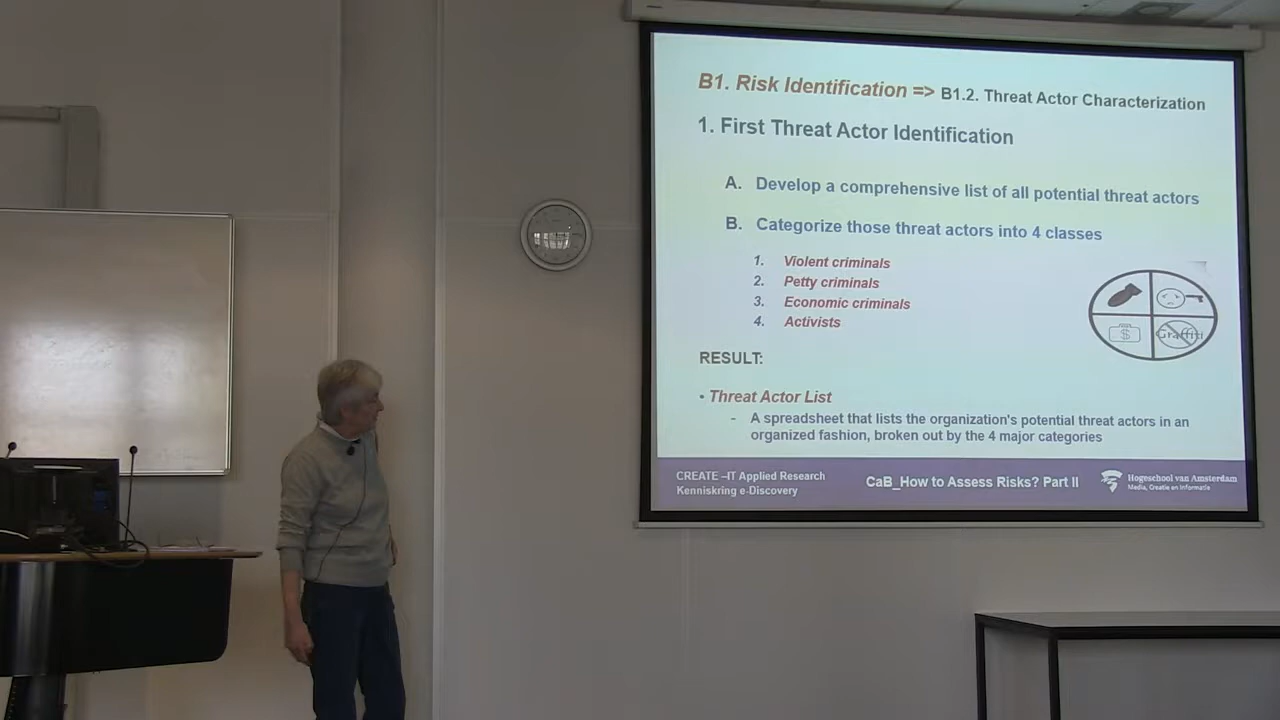 B1. Risk Identification => B1.2. Threat Actor Characterization
1. First Threat Actor Identification
A. Develop a comprehensive list of all potential threat actors
B. Categorize those threat actors into 4 classes
1. Violent criminals
2. Petty criminals
3. Economic criminals
4. Activists
$
Graffiti
RESULT:
• Threat Actor List
- A spreadsheet that lists the organization's potential threat actors in an
organized fashion, broken out by the 4 major categories
CREATE –IT Applied Research
Kenniskring e-Discovery
CaB_How to Assess Risks? Part II
Hogeschool van Amsterdam
Media, Creatie en Informatie